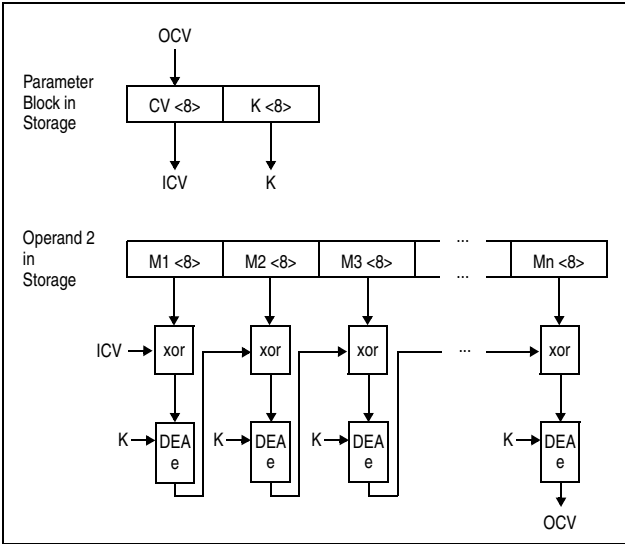 OCV
Parameter
Block in
Storage
CV <8> K <8>
ICV K
Operand 2
in
Storage
... 
M1 <8> M2 <8> M3 <8> ... Mn <8>
ICV xor xor xor ... xor
K DEA K DEA K DEA K DEA
e e e e
OCV